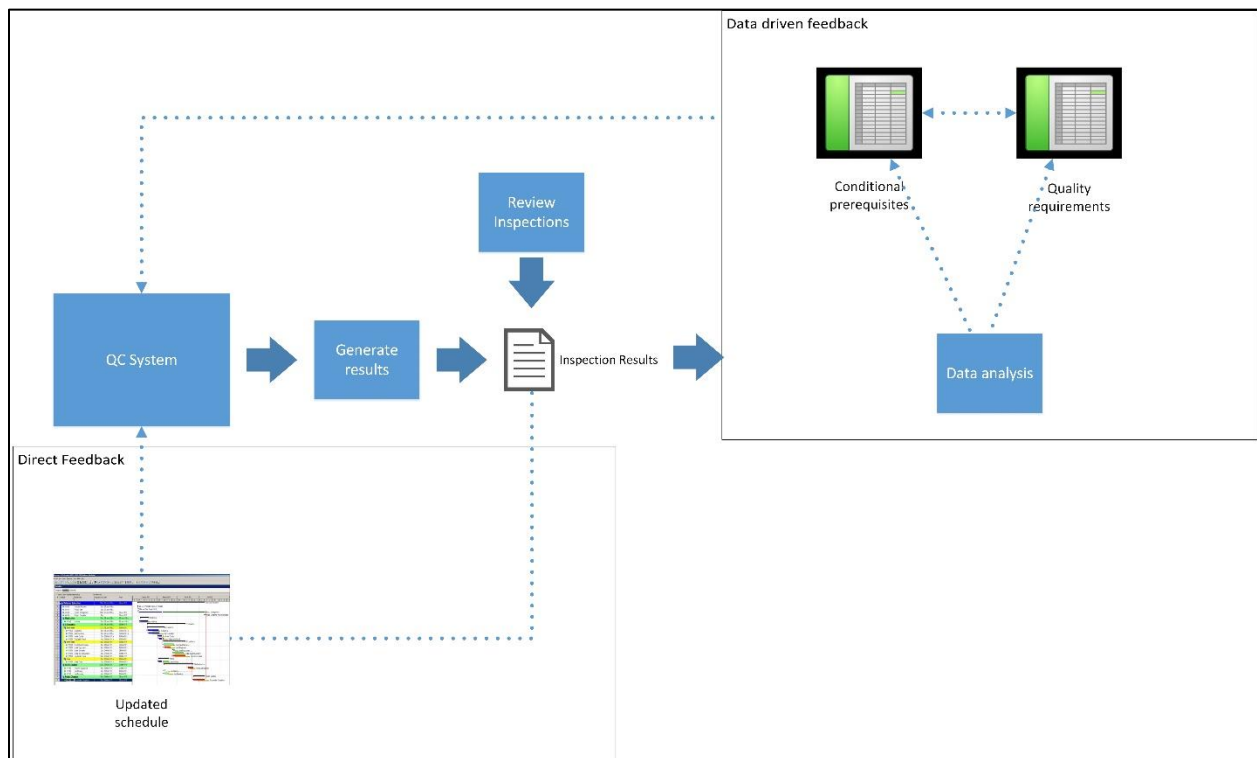 Data driven feedback
Conditional
prerequisites
Quality
requirements
Review
Inspections
QC System
Generate
results
Inspection Results
Data analysis
Direct Feedback
Updated
schedule